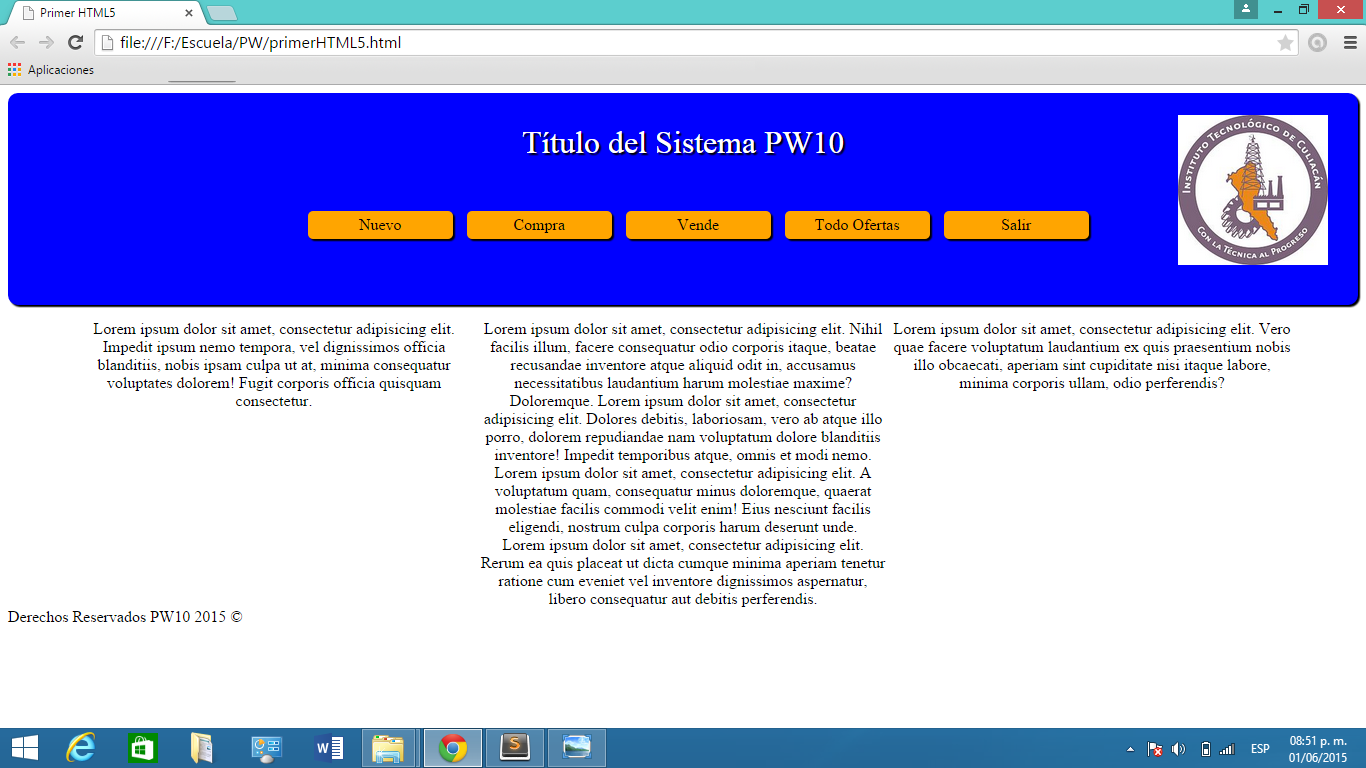 Primer HTML5
file:///F:/Escuela/PW/primerHTML5.html
Aplicaciones
Título del Sistema PW10
INSTITUTO TECNOLÓGICO DE CULIACÁN
CON LA TÉCNICA AL PROGRESO
Nuevo
Compra
Vende
Todo Ofertas
Salir
Lorem ipsum dolor sit amet, consectetur adipisicing elit.
Impedit ipsum nemo tempora, vel dignissimos officia
blanditiis, nobis ipsam culpa ut at, minima consequatur
voluptates dolorem! Fugit corporis officia quisquam
consectetur.
Lorem ipsum dolor sit amet, consectetur adipisicing elit. Nihil
facilis illum, facere consequatur odio corporis itaque, beatae
recusandae inventore atque aliquid odit in, accusamus
necessitatibus laudantium harum molestiae maxime?
Doloremque. Lorem ipsum dolor sit amet, consectetur
adipisicing elit. Dolores debitis, laboriosam, vero ab atque illo
porro, dolorem repudiandae nam voluptatum dolore blanditiis
inventore! Impedit temporibus atque, omnis et modi nemo.
Lorem ipsum dolor sit amet, consectetur adipisicing elit. A
voluptatum quam, consequatur minus doloremque, quaerat
molestiae facilis commodi velit enim! Eius nesciunt facilis
eligendi, nostrum culpa corporis harum deserunt unde.
Lorem ipsum dolor sit amet, consectetur adipisicing elit.
Rerum ea quis placeat ut dicta cumque minima aperiam tenetur
ratione cum eveniet vel inventore dignissimos aspernatur,
libero consequatur aut debitis perferendis.
Lorem ipsum dolor sit amet, consectetur adipisicing elit. Vero
quae facere voluptatum laudantium ex quis praesentium nobis
illo obcaecati, aperiam sint cupiditate nisi itaque labore,
minima corporis ullam, odio perferendis?
Derechos Reservados PW10 2015 ©
ESP
08:51 p. m.
01/06/2015